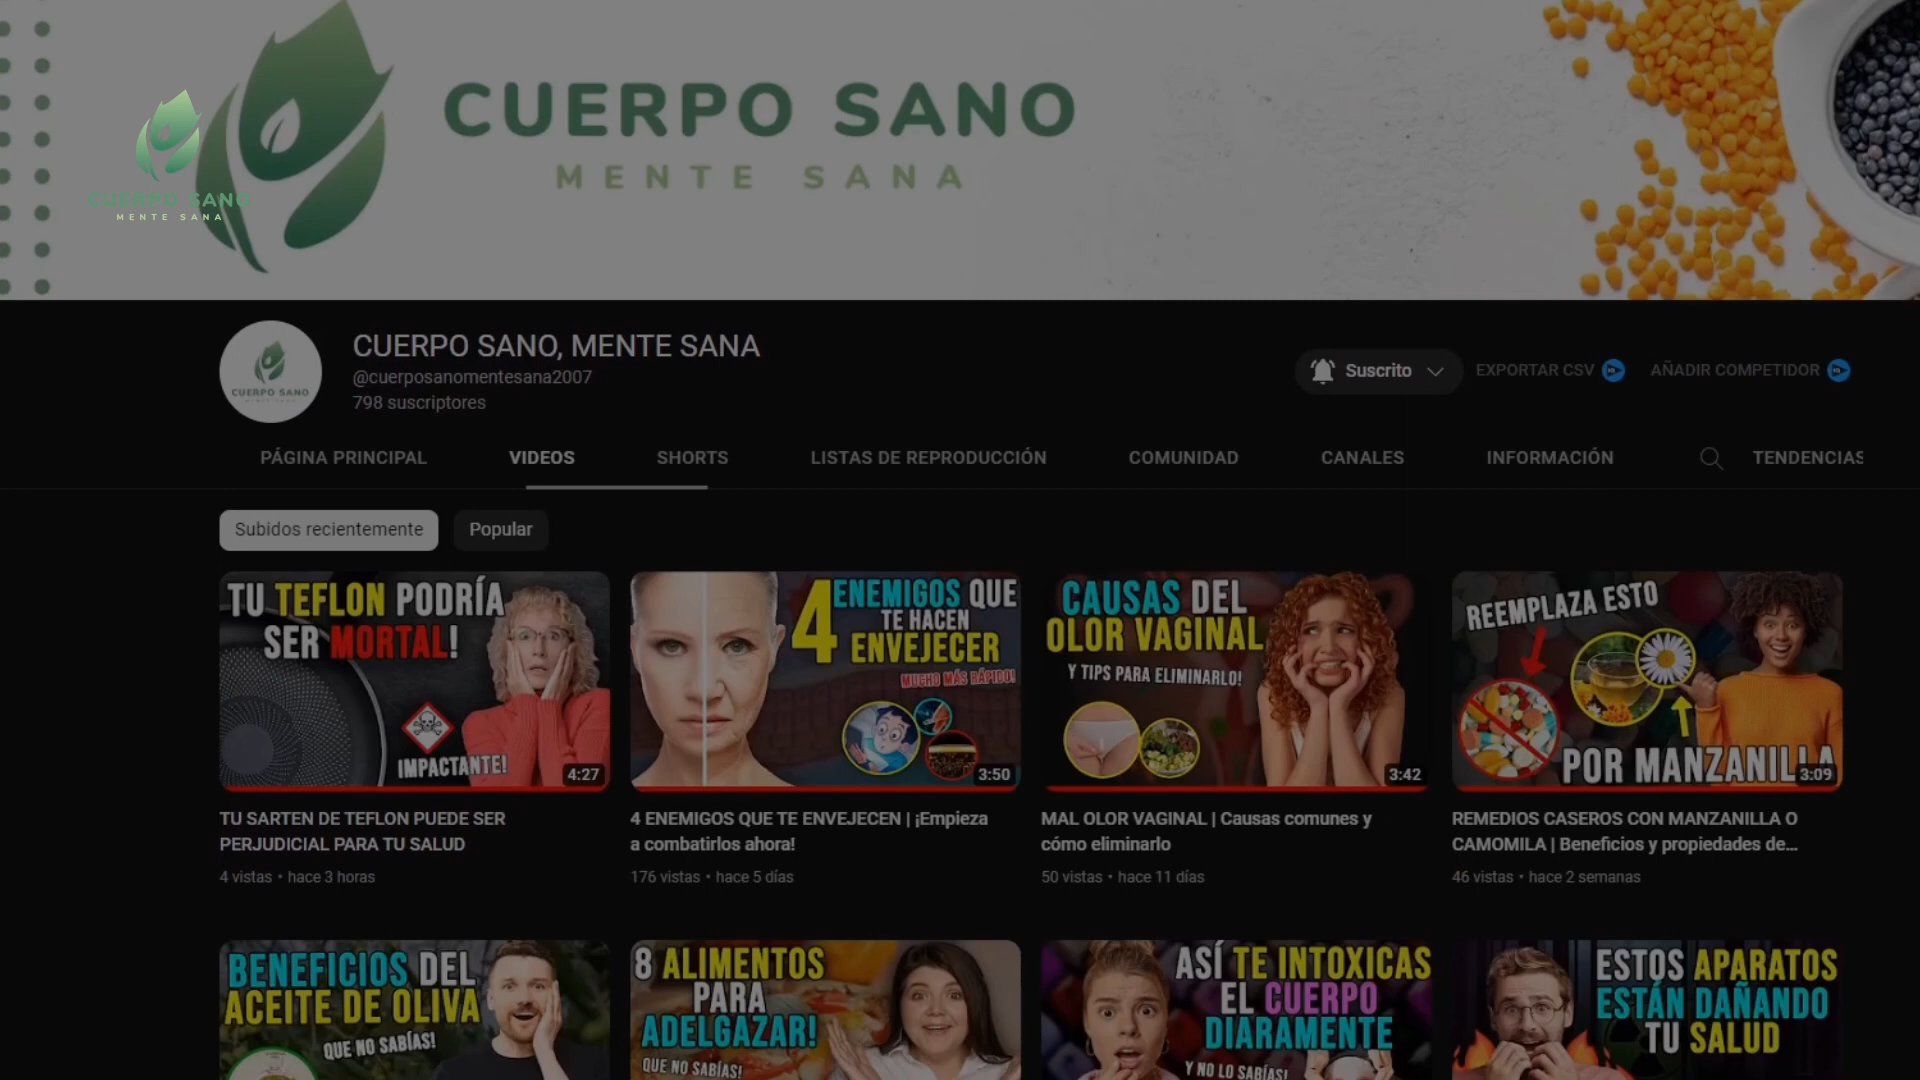 CUERPO SANO
MENTE SANA
CUERPO SANO
MENTE SANA
CUERPO SANO
CUERPO SANO, MENTE SANA
@cuerposanomentesana2007
798 suscriptores
Suscrito
EXPORTAR CSV
AÑADIR COMPETIDOR
PÁGINA PRINCIPAL
VIDEOS
SHORTS
LISTAS DE REPRODUCCIÓN
COMUNIDAD
CANALES
INFORMACIÓN
TENDENCIAS
Subidos recientemente
Popular
TU TEFLON PODRÍA
SER MORTAL!
IMPACTANTE!
4:27
TU SARTEN DE TEFLON PUEDE SER
PERJUDICIAL PARA TU SALUD
4 vistas • hace 3 horas
4 ENEMIGOS QUE
TE HACEN
ENVEJECER
MUCHO MÁS RÁPIDO!
3:50
4 ENEMIGOS QUE TE ENVEJECEN | ¡Empieza
a combatirlos ahora!
176 vistas • hace 5 días
CAUSAS DEL
OLOR VAGINAL
Y TIPS PARA ELIMINARLO!
3:42
MAL OLOR VAGINAL | Causas comunes y
cómo eliminarlo
50 vistas • hace 11 días
REEMPLAZA ESTO
POR MANZANILLA
3:09
REMEDIOS CASEROS CON MANZANILLA O
CAMOMILA | Beneficios y propiedades de...
46 vistas • hace 2 semanas
BENEFICIOS DEL
ACEITE DE OLIVA
QUE NO SABÍAS!
8 ALIMENTOS
PARA
ADELGAZAR!
QUE NO SABÍAS!
ASÍ TE INTOXICAS
EL CUERPO
DIARAMENTE
Y NO LO SABÍAS!
ESTOS APARATOS
ESTÁN DAÑANDO
TU SALUD